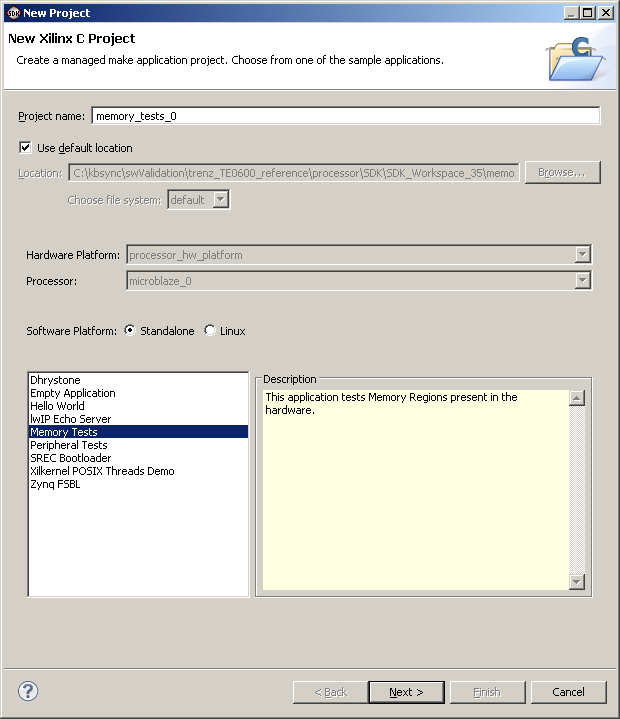 SDK New Project
New Xilinx C Project
Create a managed make application project. Choose from one of the sample applications.
C
Project name: memory_tests_0
Use default location
Location: C:\kbsync\swValidation\trenz_TE0600_reference\processor\SDK\SDK_Workspace_35\memo Browse...
Choose file system: default
Hardware Platform: processor_hw_platform
Processor: microblaze_0
Software Platform: Standalone Linux
Dhrystone
Empty Application
Hello World
lwIP Echo Server
Memory Tests
Peripheral Tests
SREC Bootloader
Xilkernel POSIX Threads Demo
Zynq FSBL
Description
This application tests Memory Regions present in the
hardware.
? < Back Next > Finish Cancel